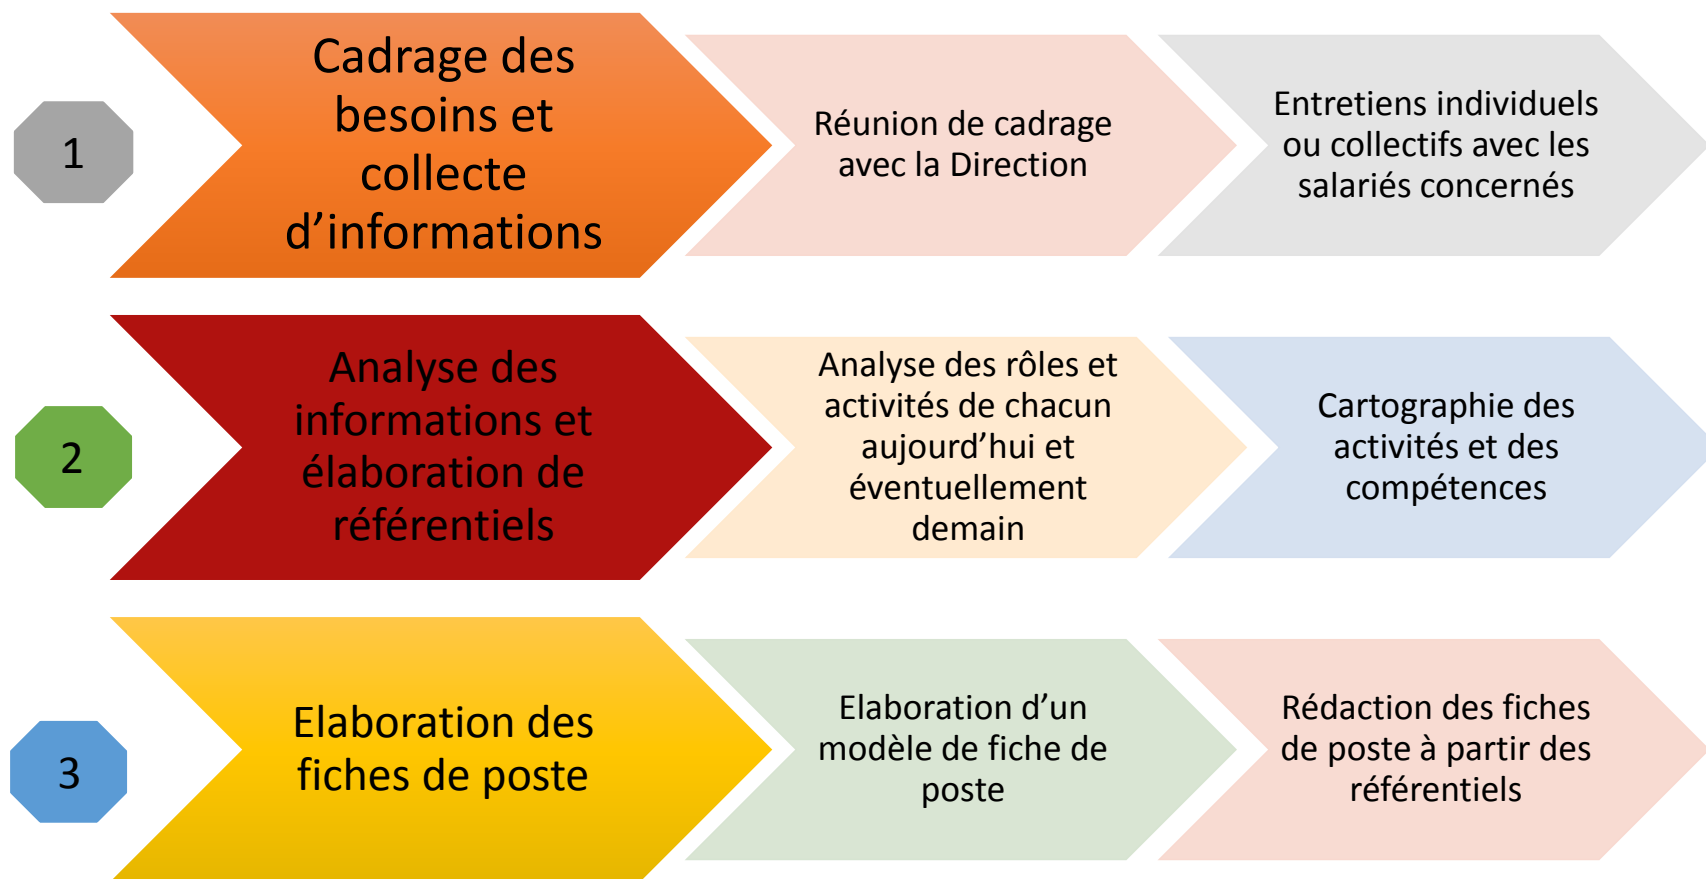 1
Cadrage des
besoins et
collecte
d’informations
Réunion de cadrage
avec la Direction
Entretiens individuels
ou collectifs avec les
salariés concernés
2
Analyse des
informations et
élaboration de
référentiels
Analyse des rôles et
activités de chacun
aujourd’hui et
éventuellement
demain
Cartographie des
activités et des
compétences
3
Elaboration des
fiches de poste
Elaboration d’un
modèle de fiche de
poste
Rédaction des fiches
de poste à partir des
référentiels